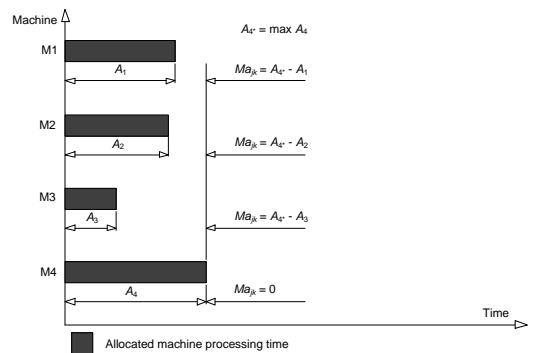 Machine
A4* = max A4
M1
A1
Majk = A4* - A1
M2
A2
Majk = A4* - A2
M3
A3
Majk = A4* - A3
M4
A4
Majk = 0
Time
Allocated machine processing time